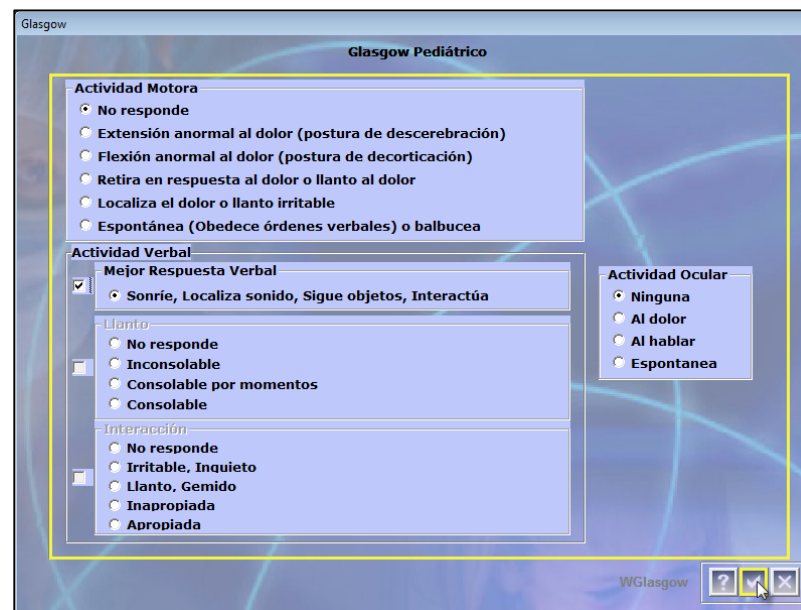 Glasgow
Glasgow Pediátrico
Actividad Motora
No responde
Extensión anormal al dolor (postura de descerebración)
Flexión anormal al dolor (postura de decorticación)
Retira en respuesta al dolor o llanto al dolor
Localiza el dolor o llanto irritable
Espontánea (Obedece órdenes verbales) o balbucea
Actividad Verbal
Mejor Respuesta Verbal
Sonríe, Localiza sonido, Sigue objetos, Interactúa
Llanto
No responde
Inconsolable
Consolable por momentos
Consolable
Interacción
No responde
Irritable, Inquieto
Llanto, Gemido
Inapropiada
Apropiada
Actividad Ocular
Ninguna
Al dolor
Al hablar
Espontanea
WGlasgow
?